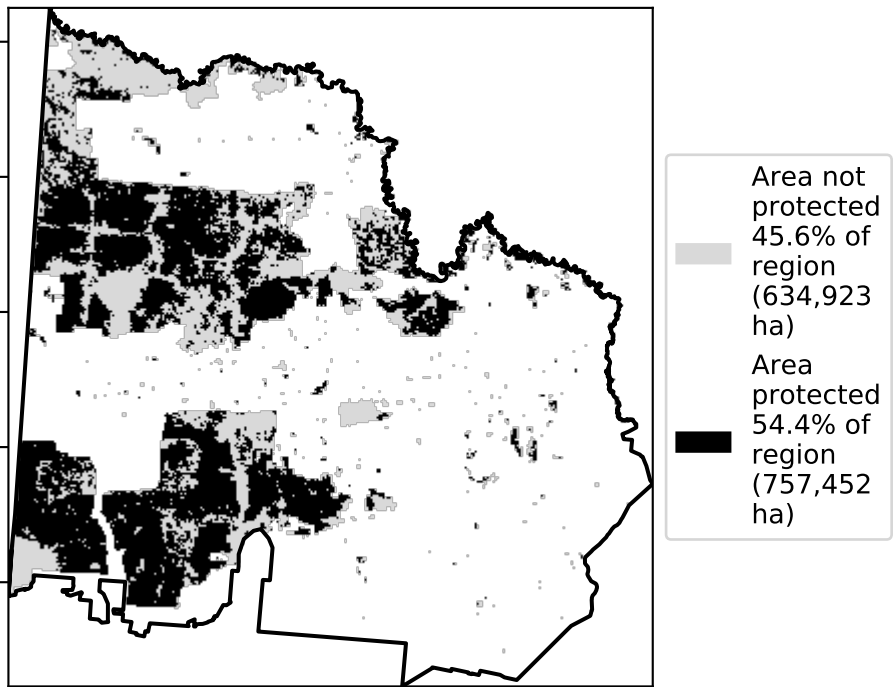 Area not
protected
45.6% of
region
(634,923
ha)
Area
protected
54.4% of
region
(757,452
ha)